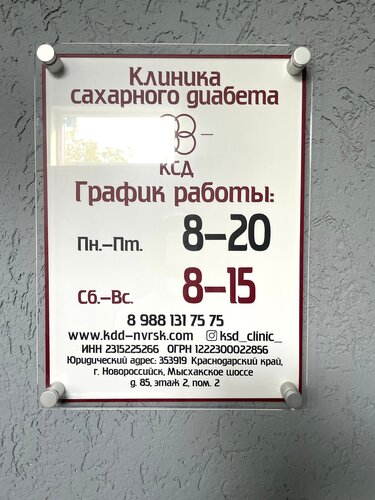 Клиника
сахарного диабета
ксд
График работы:
Пн.–Пт. 8–20
Сб.–Вс. 8–15
8 988 131 75 75
www.kdd-nvrsk.com ksd_clinic_
ИНН 2315225266 ОГРН 1222300022856
Юридический адрес: 353919 Краснодарский край,
г. Новороссийск, Мысхакское шоссе
д. 85, этаж 2, пом. 2